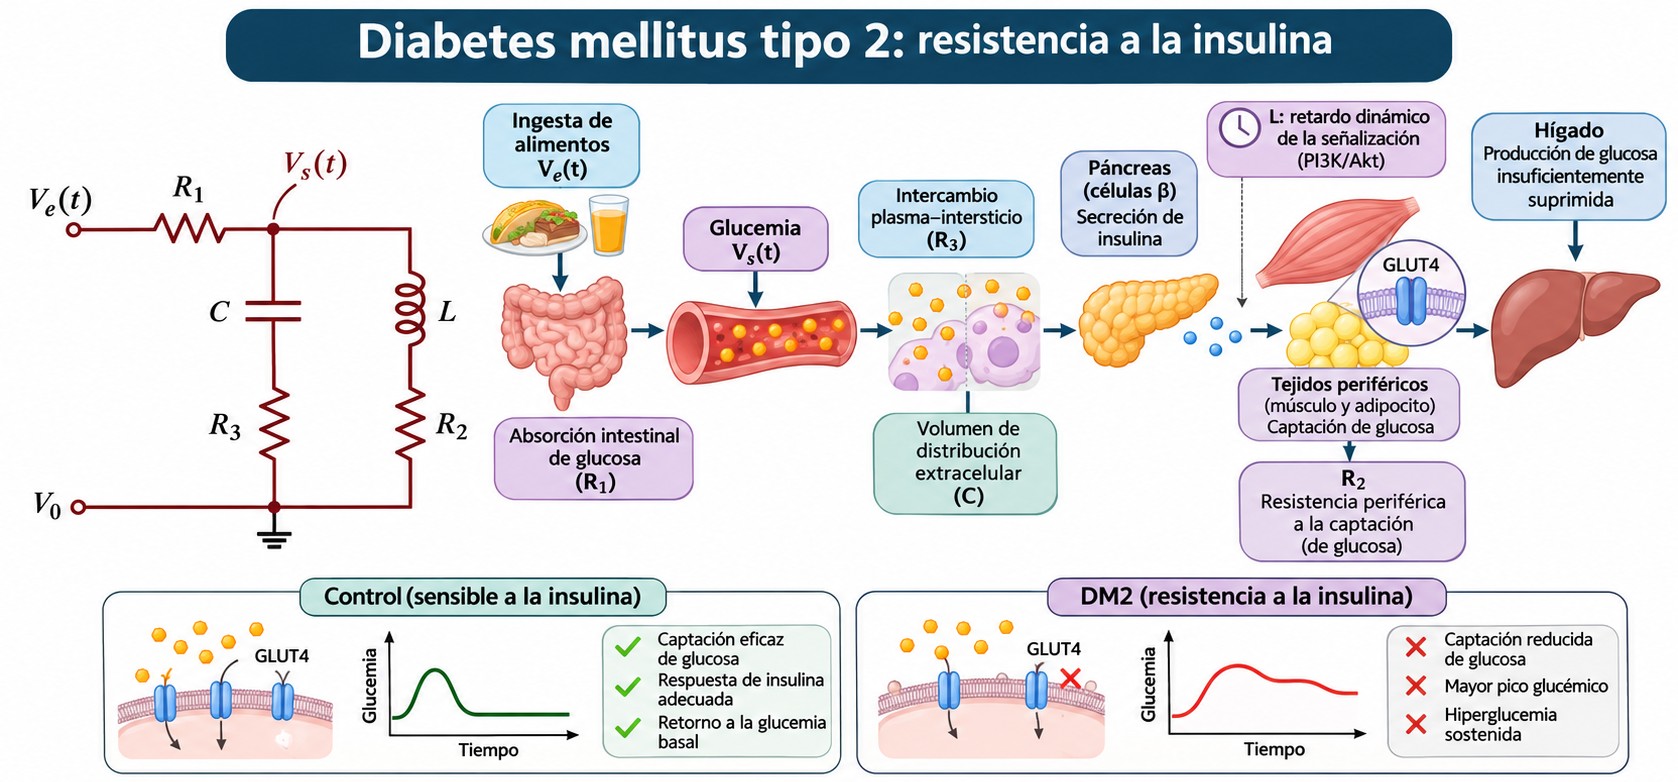 Diabetes mellitus tipo 2: resistencia a la insulina
Vₑ(t)
R₁
Vₛ(t)
C
L
R₃
R₂
V₀
Ingesta de
alimentos
Vₑ(t)
Absorción intestinal
de glucosa
(R₁)
Glucemia
Vₛ(t)
Intercambio
plasma–intersticio
(R₃)
Volumen de
distribución
extracelular
(C)
Páncreas
(células β)
Secreción de
insulina
L: retardo dinámico
de la señalización
(PI3K/Akt)
GLUT4
Tejidos periféricos
(músculo y adipocito)
Captación de glucosa
R₂
Resistencia periférica
a la captación
(de glucosa)
Hígado
Producción de glucosa
insuficientemente
suprimida
Control (sensible a la insulina)
GLUT4
Glucemia
Tiempo
Captación eficaz
de glucosa
Respuesta de insulina
adecuada
Retorno a la glucemia
basal
DM2 (resistencia a la insulina)
GLUT4
Glucemia
Tiempo
Captación reducida
de glucosa
Mayor pico glucémico
Hiperglucemia
sostenida